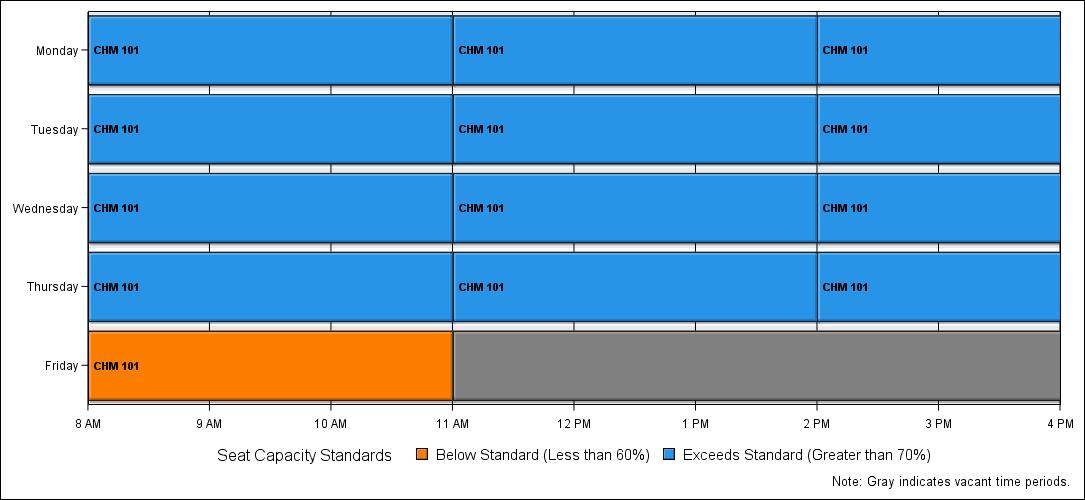 Monday CHM 101 CHM 101 CHM 101
Tuesday CHM 101 CHM 101 CHM 101
Wednesday CHM 101 CHM 101 CHM 101
Thursday CHM 101 CHM 101 CHM 101
Friday CHM 101
8 AM 9 AM 10 AM 11 AM 12 PM 1 PM 2 PM 3 PM 4 PM
Seat Capacity Standards Below Standard (Less than 60%) Exceeds Standard (Greater than 70%)
Note: Gray indicates vacant time periods.